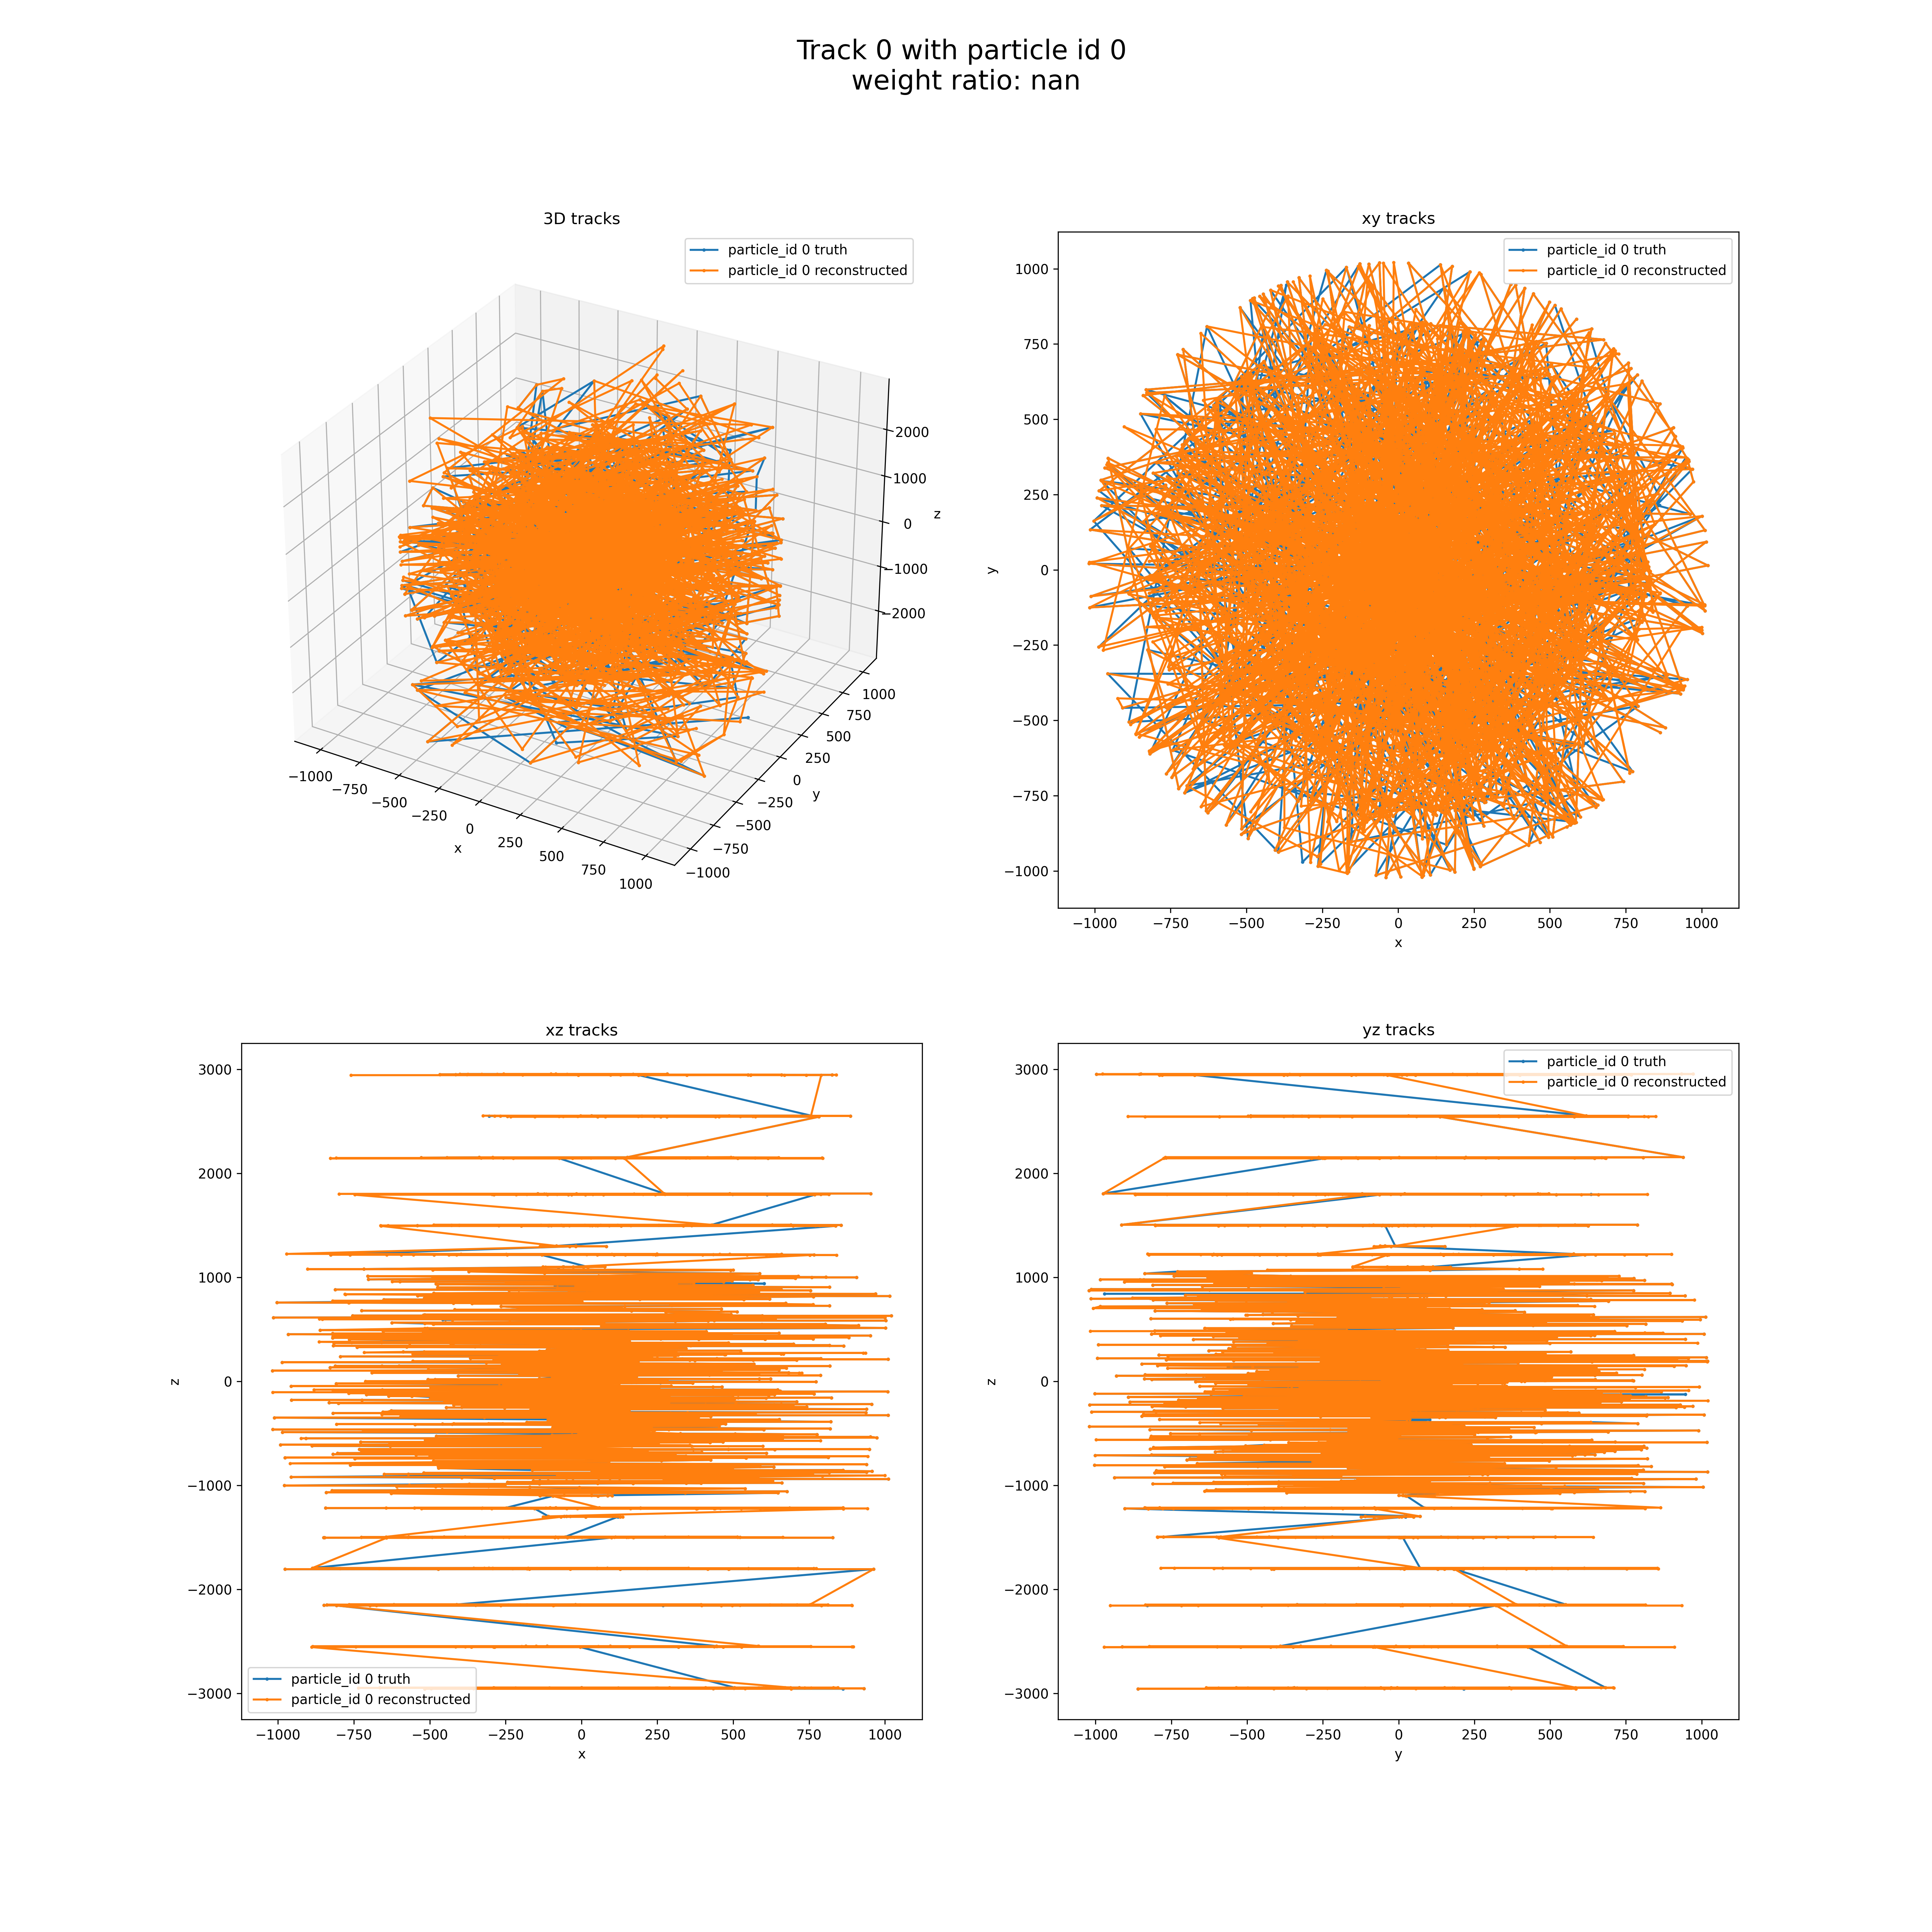 Track 0 with particle id 0
weight ratio: nan
3D tracks
particle_id 0 truth
particle_id 0 reconstructed
2000
1000
0
−1000
−2000
z
−1000
−750
−500
−250
0
250
500
750
1000
x
1000
750
500
250
0
−250
−500
−750
−1000
y
xy tracks
particle_id 0 truth
particle_id 0 reconstructed
1000
750
500
250
0
−250
−500
−750
−1000
y
−1000 −750 −500 −250 0 250 500 750 1000
x
xz tracks
3000
2000
1000
0
−1000
−2000
−3000
z
particle_id 0 truth
particle_id 0 reconstructed
−1000 −750 −500 −250 0 250 500 750 1000
x
yz tracks
particle_id 0 truth
particle_id 0 reconstructed
3000
2000
1000
0
−1000
−2000
−3000
z
−1000 −750 −500 −250 0 250 500 750 1000
y